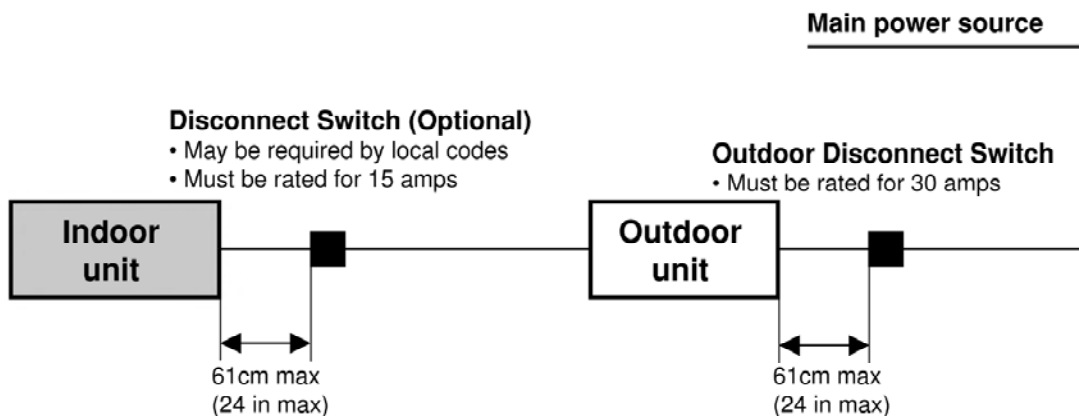 Main power source
Disconnect Switch (Optional)
• May be required by local codes
• Must be rated for 15 amps
Outdoor Disconnect Switch
• Must be rated for 30 amps
Indoor
unit
Outdoor
unit
61cm max
(24 in max)
61cm max
(24 in max)